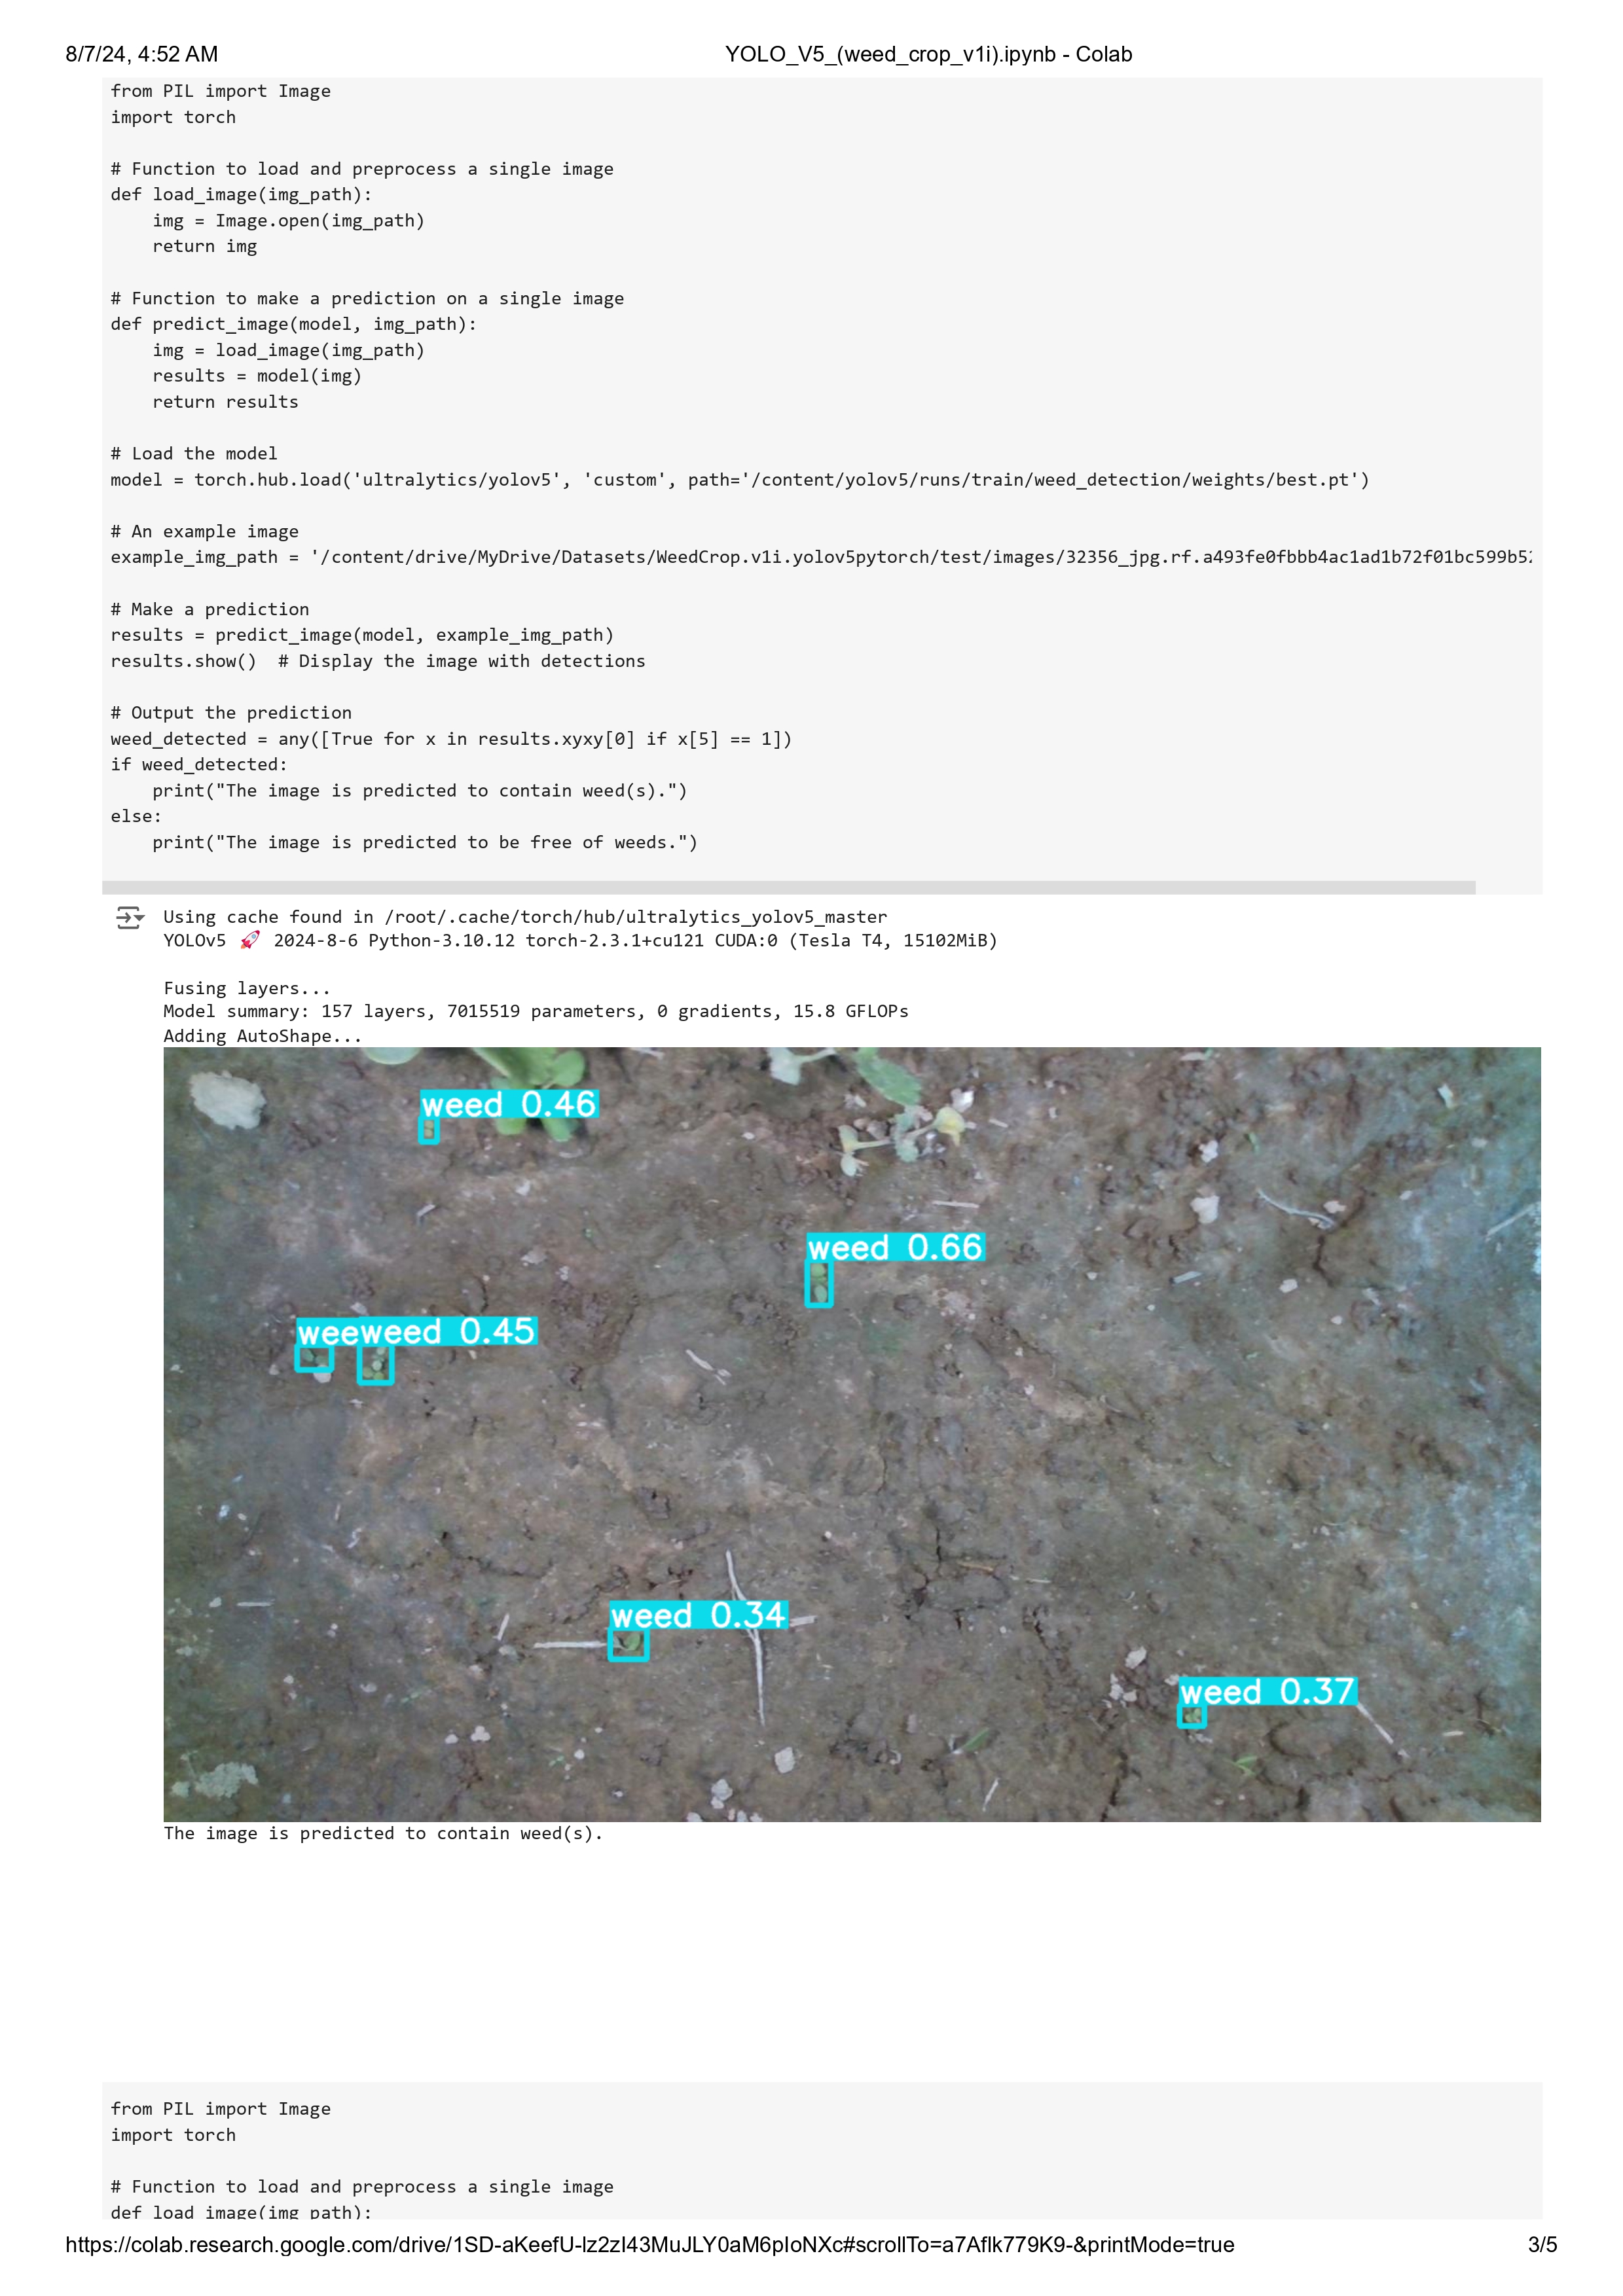 8/7/24, 4:52 AM
YOLO_V5_(weed_crop_v1i).ipynb - Colab
from PIL import Image
import torch
# Function to load and preprocess a single image
def load_image(img_path):
    img = Image.open(img_path)
    return img
# Function to make a prediction on a single image
def predict_image(model, img_path):
    img = load_image(img_path)
    results = model(img)
    return results
# Load the model
model = torch.hub.load('ultralytics/yolov5', 'custom', path='/content/yolov5/runs/train/weed_detection/weights/best.pt')
# An example image
example_img_path = '/content/drive/MyDrive/Datasets/WeedCrop.v1i.yolov5pytorch/test/images/32356_jpg.rf.a493fe0fbbb4ac1ad1b72f01bc599b5
# Make a prediction
results = predict_image(model, example_img_path)
results.show()  # Display the image with detections
# Output the prediction
weed_detected = any([True for x in results.xyxy[0] if x[5] == 1])
if weed_detected:
    print("The image is predicted to contain weed(s).")
else:
    print("The image is predicted to be free of weeds.")
Using cache found in /root/.cache/torch/hub/ultralytics_yolov5_master
YOLOv5 🚀 2024-8-6 Python-3.10.12 torch-2.3.1+cu121 CUDA:0 (Tesla T4, 15102MiB)
Fusing layers...
Model summary: 157 layers, 7015519 parameters, 0 gradients, 15.8 GFLOPs
Adding AutoShape...
weed 0.46
weed 0.66
weeweed 0.45
weed 0.34
weed 0.37
The image is predicted to contain weed(s).
from PIL import Image
import torch
# Function to load and preprocess a single image
def load_image(img_path):
https://colab.research.google.com/drive/1SD-aKeefU-lz2zI43MuJLY0aM6pIoNXc#scrollTo=a7Aflk779K9-&printMode=true
3/5